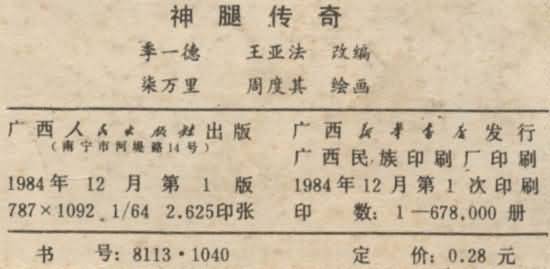 神腿传奇
季一德 王亚法 改编
柒万里 周度其 绘画
广西人民出版社出版
(南宁市河堤路14号)
广西新华书店发行
广西民族印刷厂印刷
1984年12月第1版
1984年12月第1次印刷
787×1092 1/64 2.625印张
印数：1—678,000册
书号：8113·1040
定价：0.28元